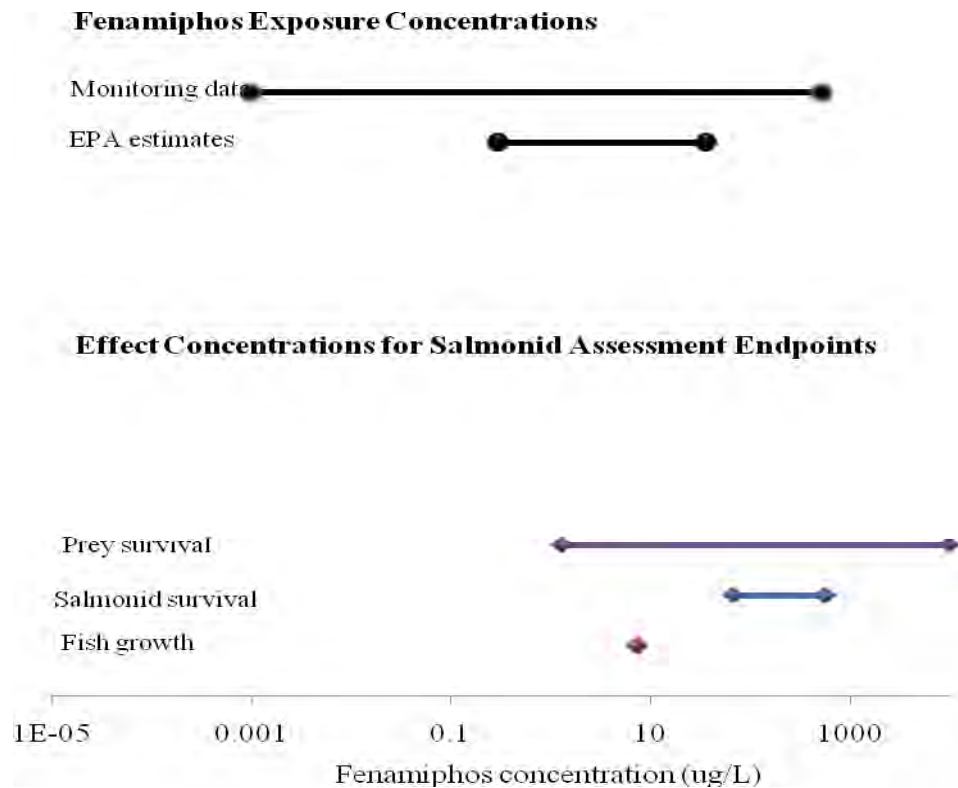 Fenamiphos Exposure Concentrations
Monitoring data
EPA estimates
Effect Concentrations for Salmonid Assessment Endpoints
Prey survival
Salmonid survival
Fish growth
1E-05 0.001 0.1 10 1000
Fenamiphos concentration (ug/L)